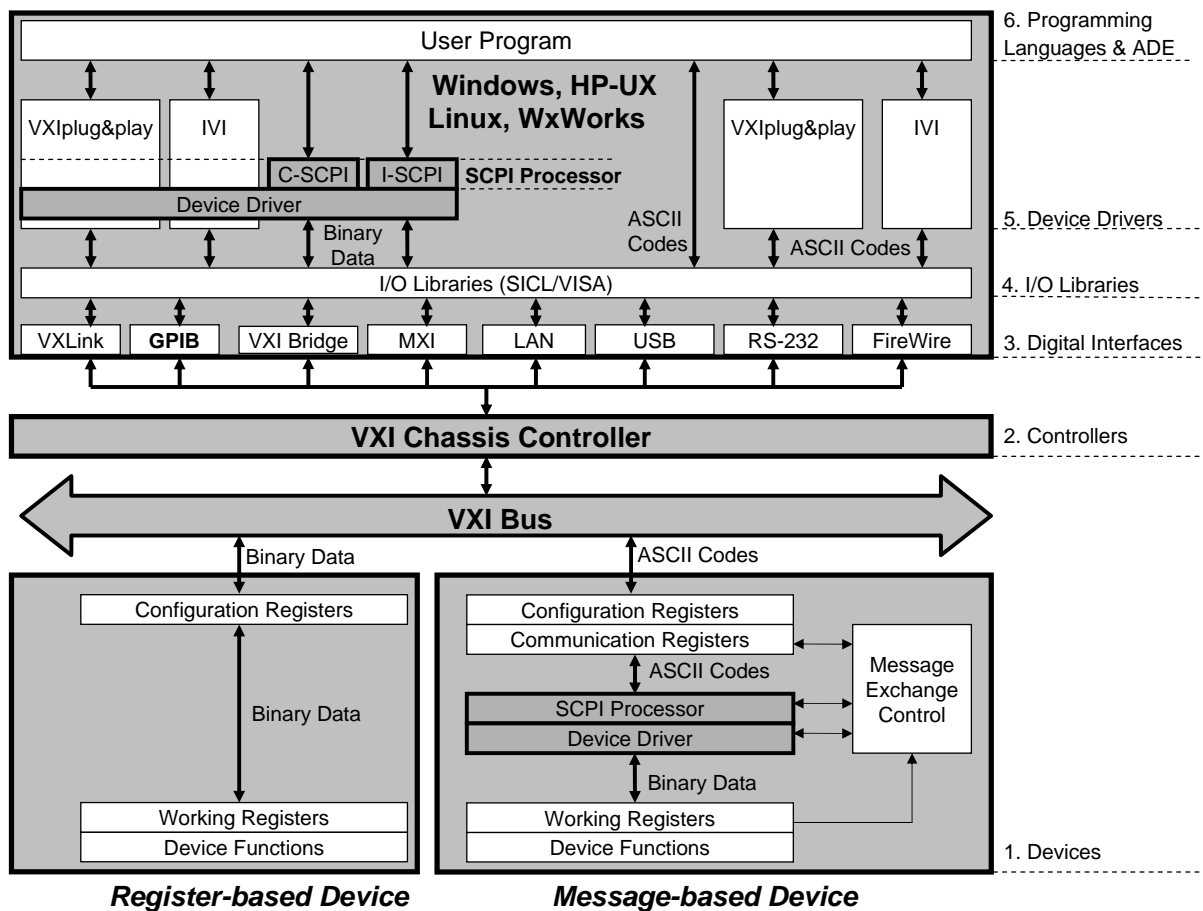 6. Programming
Languages & ADE
User Program
Windows, HP-UX
Linux, WxWorks
VXIplug&play
IVI
VXIplug&play
IVI
C-SCPI
I-SCPI
SCPI Processor
Device Driver
Binary
Data
ASCII
Codes
ASCII Codes
5. Device Drivers
I/O Libraries (SICL/VISA)
4. I/O Libraries
VXLink
GPIB
VXI Bridge
MXI
LAN
USB
RS-232
FireWire
3. Digital Interfaces
VXI Chassis Controller
2. Controllers
VXI Bus
Binary Data
ASCII Codes
Configuration Registers
Binary Data
Working Registers
Device Functions
Configuration Registers
Communication Registers
ASCII Codes
SCPI Processor
Device Driver
Binary Data
Working Registers
Device Functions
Message
Exchange
Control
1. Devices
Register-based Device
Message-based Device